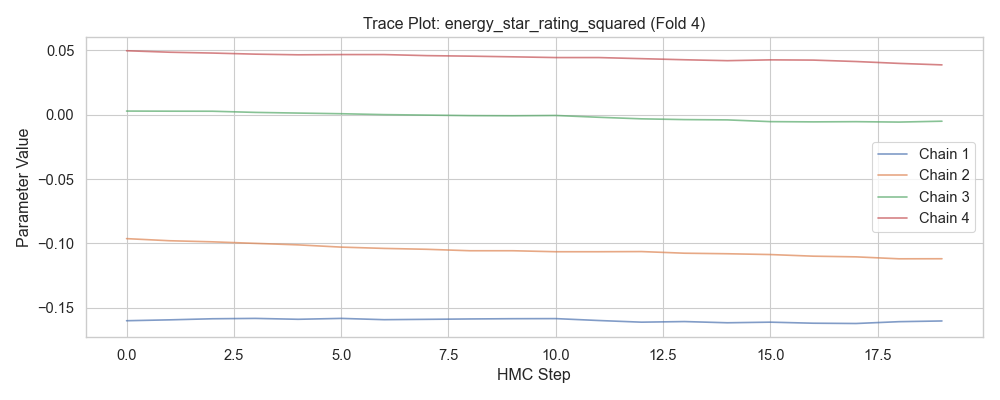 Trace Plot: energy_star_rating_squared (Fold 4)
Parameter Value
0.05
0.00
−0.05
−0.10
−0.15
Chain 1
Chain 2
Chain 3
Chain 4
0.0 2.5 5.0 7.5 10.0 12.5 15.0 17.5
HMC Step